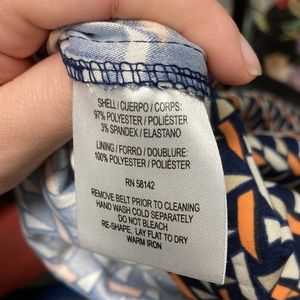 SHELL / CUERPO / CORPS:
97% POLYESTER / POLIÉSTER
3% SPANDEX / ELASTANO
LINING / FORRO / DOUBLURE:
100% POLYESTER / POLIÉSTER
RN 58142
REMOVE BELT PRIOR TO CLEANING
HAND WASH COLD SEPARATELY
DO NOT BLEACH
RE-SHAPE, LAY FLAT TO DRY
WARM IRON